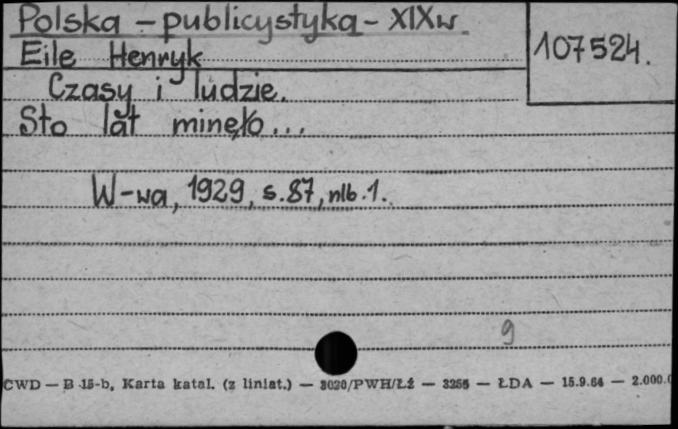 Polska - publicystyka - XIX w.
107524.
Eile Henryk
Czasy i ludzie.
Sto lat minęło...
W-wa, 1929, s. 87, nlb. 1.
9
CWD — B 15-b, Karta katal. (z liniat.) — 3020/PWH/Łź — 3255 — ŁDA — 15.9.64 — 2.000.0